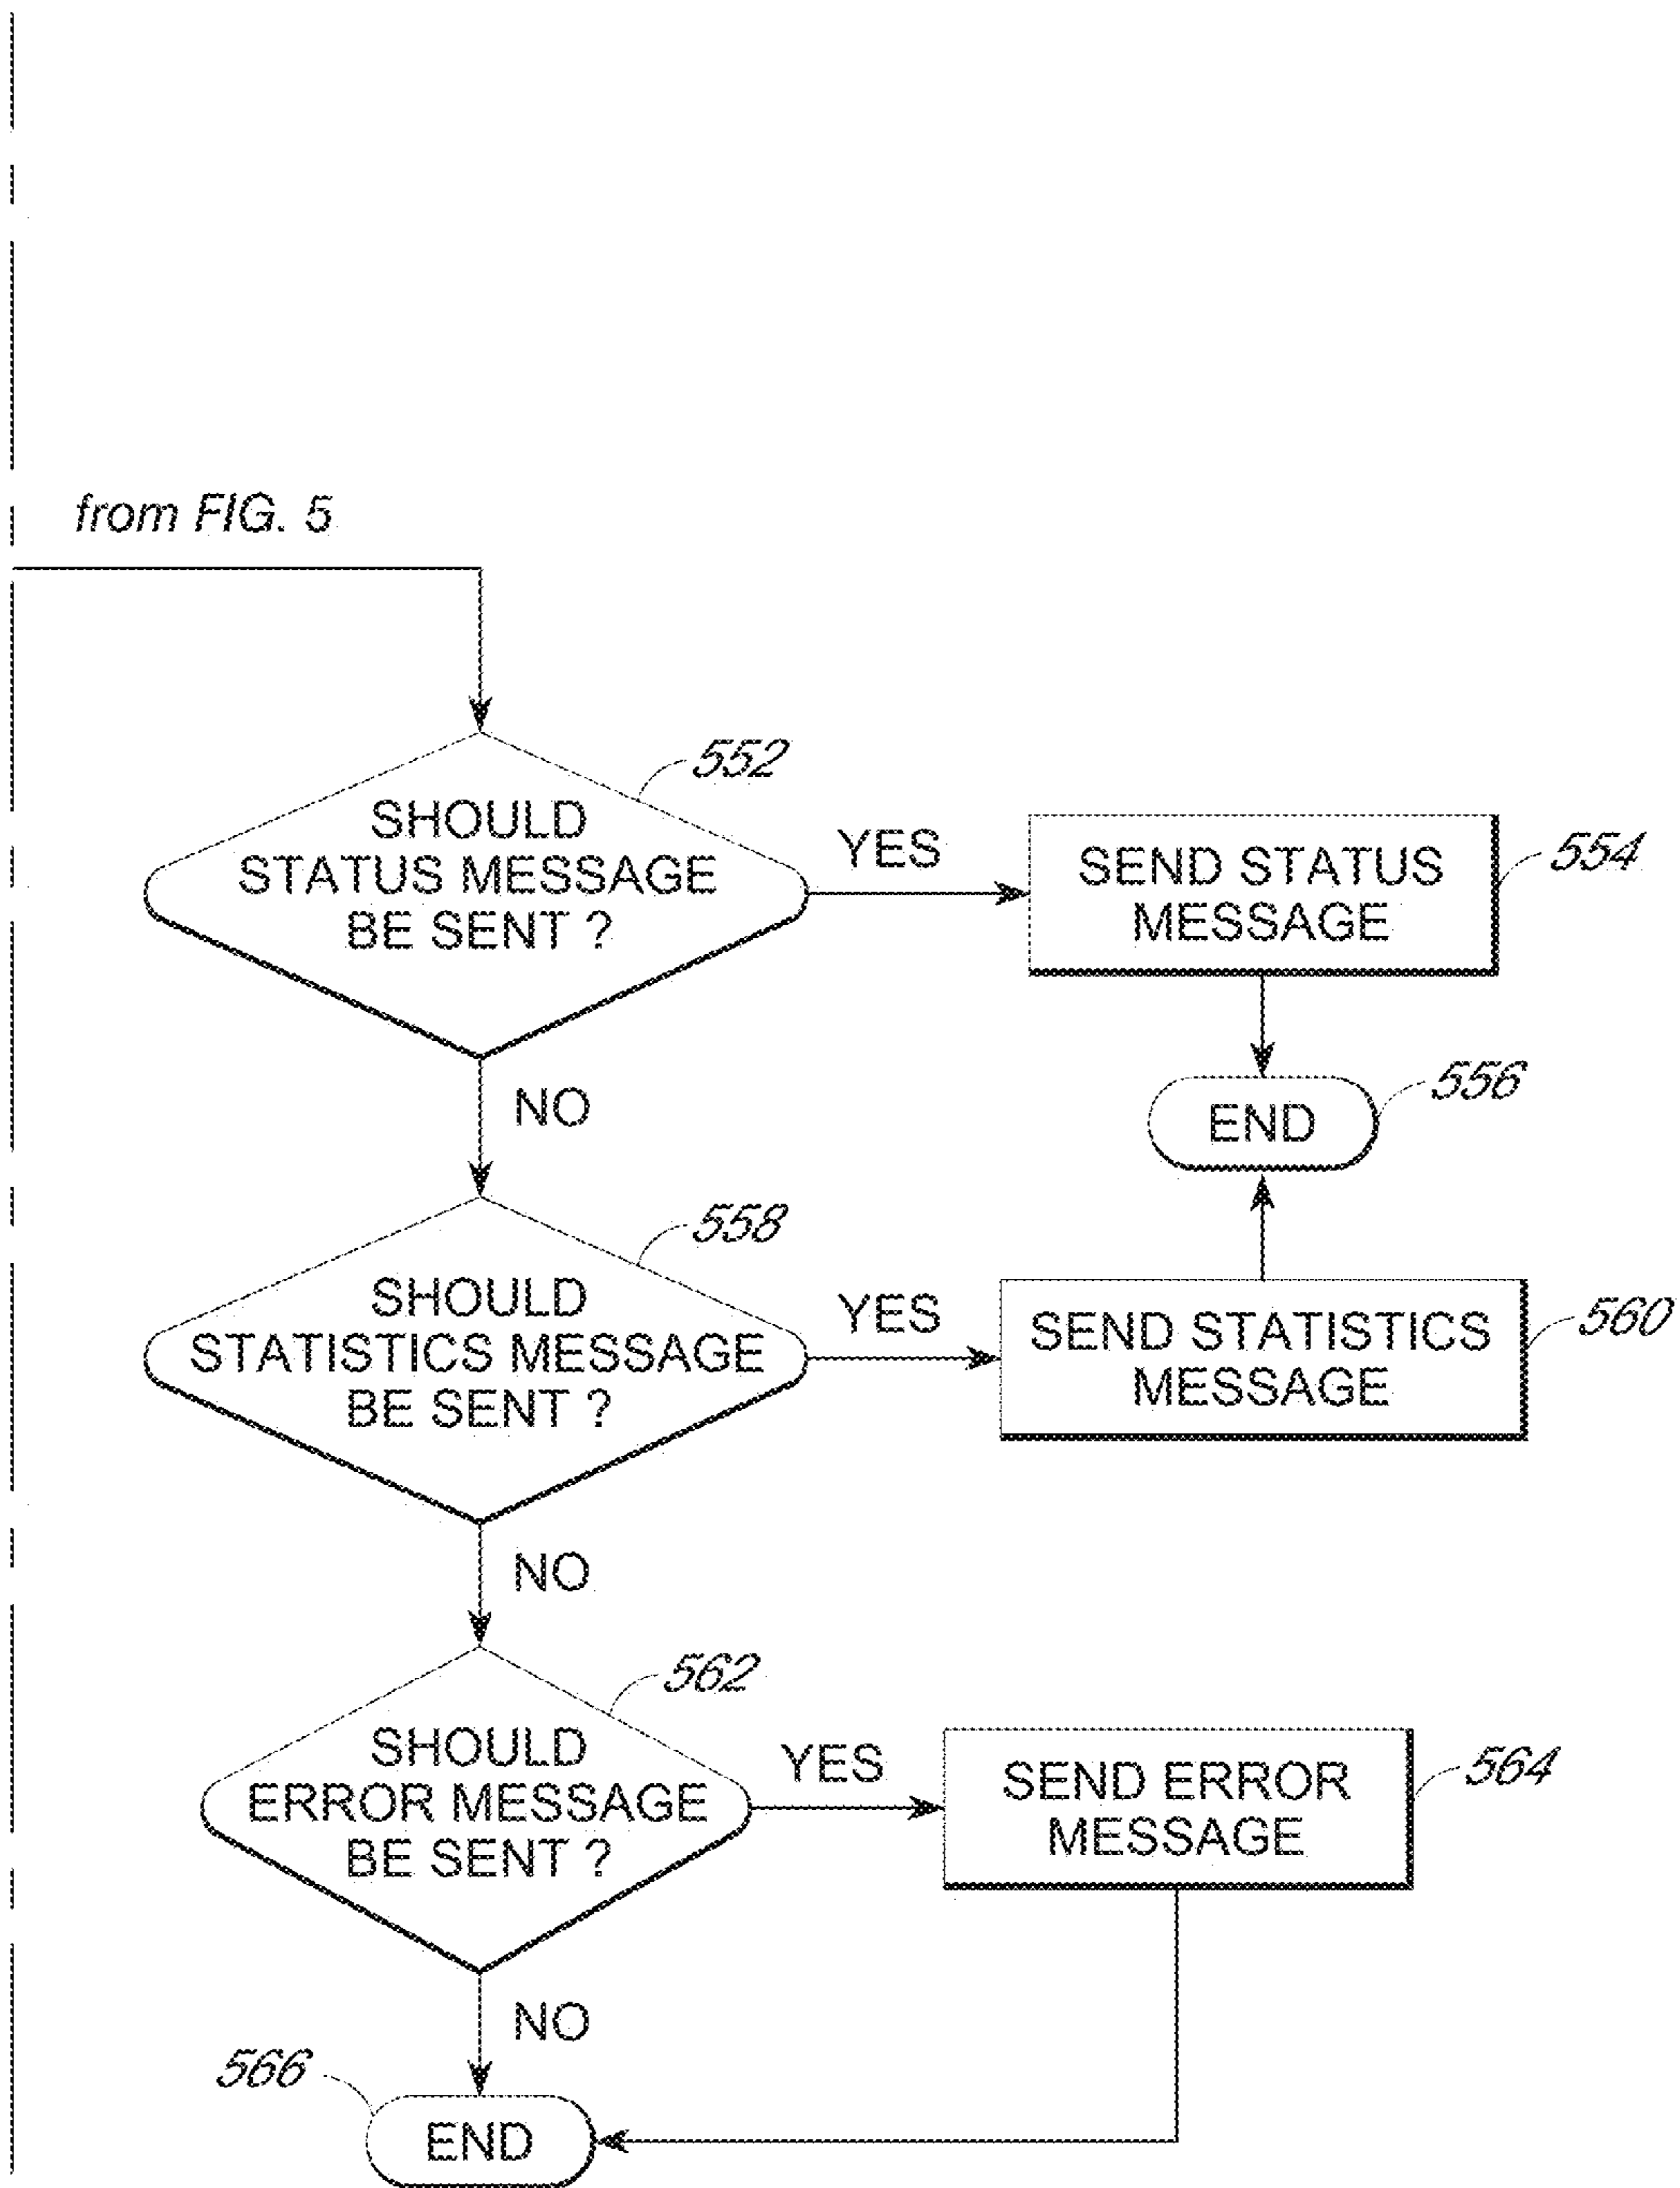 from FIG. 5
552
SHOULD
STATUS MESSAGE
BE SENT ?
YES
SEND STATUS
MESSAGE
554
NO
END
556
558
SHOULD
STATISTICS MESSAGE
BE SENT ?
YES
SEND STATISTICS
MESSAGE
560
NO
562
SHOULD
ERROR MESSAGE
BE SENT ?
YES
SEND ERROR
MESSAGE
564
NO
566
END